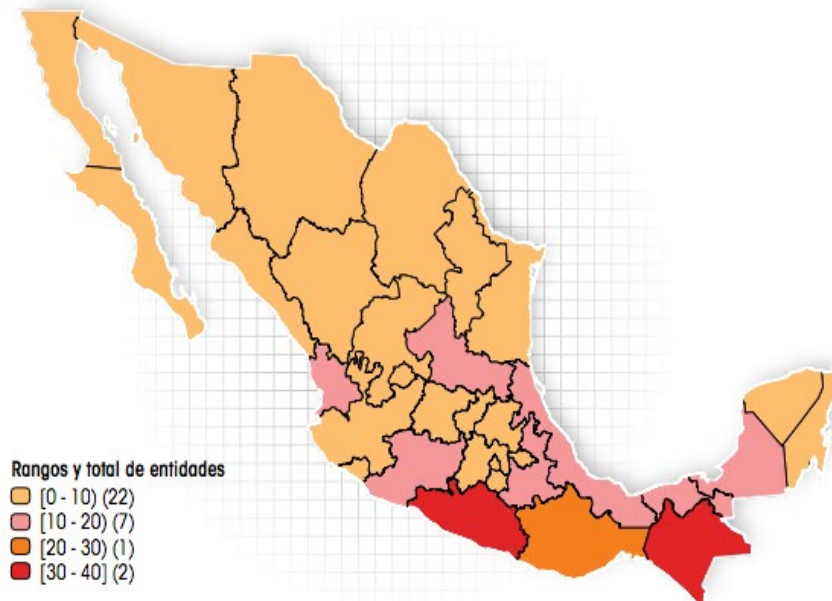 Rangos y total de entidades
[0 - 10) (22)
[10 - 20) (7)
[20 - 30) (1)
[30 - 40] (2)